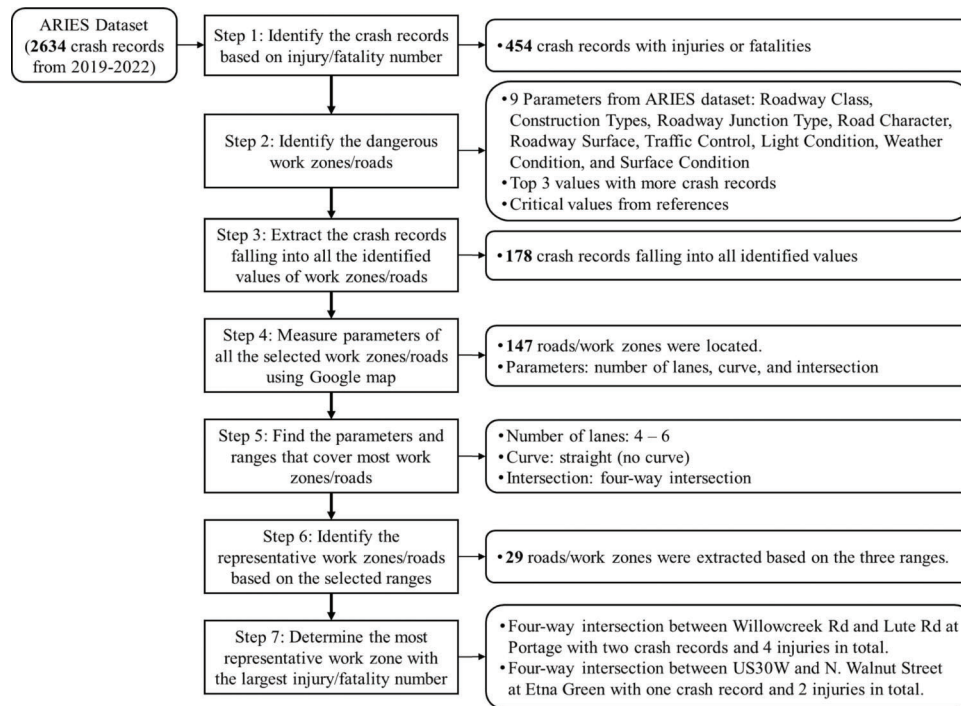 ARIES Dataset
(2634 crash records
from 2019-2022)
Step 1: Identify the crash records
based on injury/fatality number
• 454 crash records with injuries or fatalities
Step 2: Identify the dangerous
work zones/roads
• 9 Parameters from ARIES dataset: Roadway Class,
Construction Types, Roadway Junction Type, Road Character,
Roadway Surface, Traffic Control, Light Condition, Weather
Condition, and Surface Condition
• Top 3 values with more crash records
• Critical values from references
Step 3: Extract the crash records
falling into all the identified
values of work zones/roads
• 178 crash records falling into all identified values
Step 4: Measure parameters of
all the selected work zones/roads
using Google map
• 147 roads/work zones were located.
• Parameters: number of lanes, curve, and intersection
Step 5: Find the parameters and
ranges that cover most work
zones/roads
• Number of lanes: 4 – 6
• Curve: straight (no curve)
• Intersection: four-way intersection
Step 6: Identify the
representative work zones/roads
based on the selected ranges
• 29 roads/work zones were extracted based on the three ranges.
Step 7: Determine the most
representative work zone with
the largest injury/fatality number
• Four-way intersection between Willowcreek Rd and Lute Rd at
Portage with two crash records and 4 injuries in total.
• Four-way intersection between US30W and N. Walnut Street
at Etna Green with one crash record and 2 injuries in total.